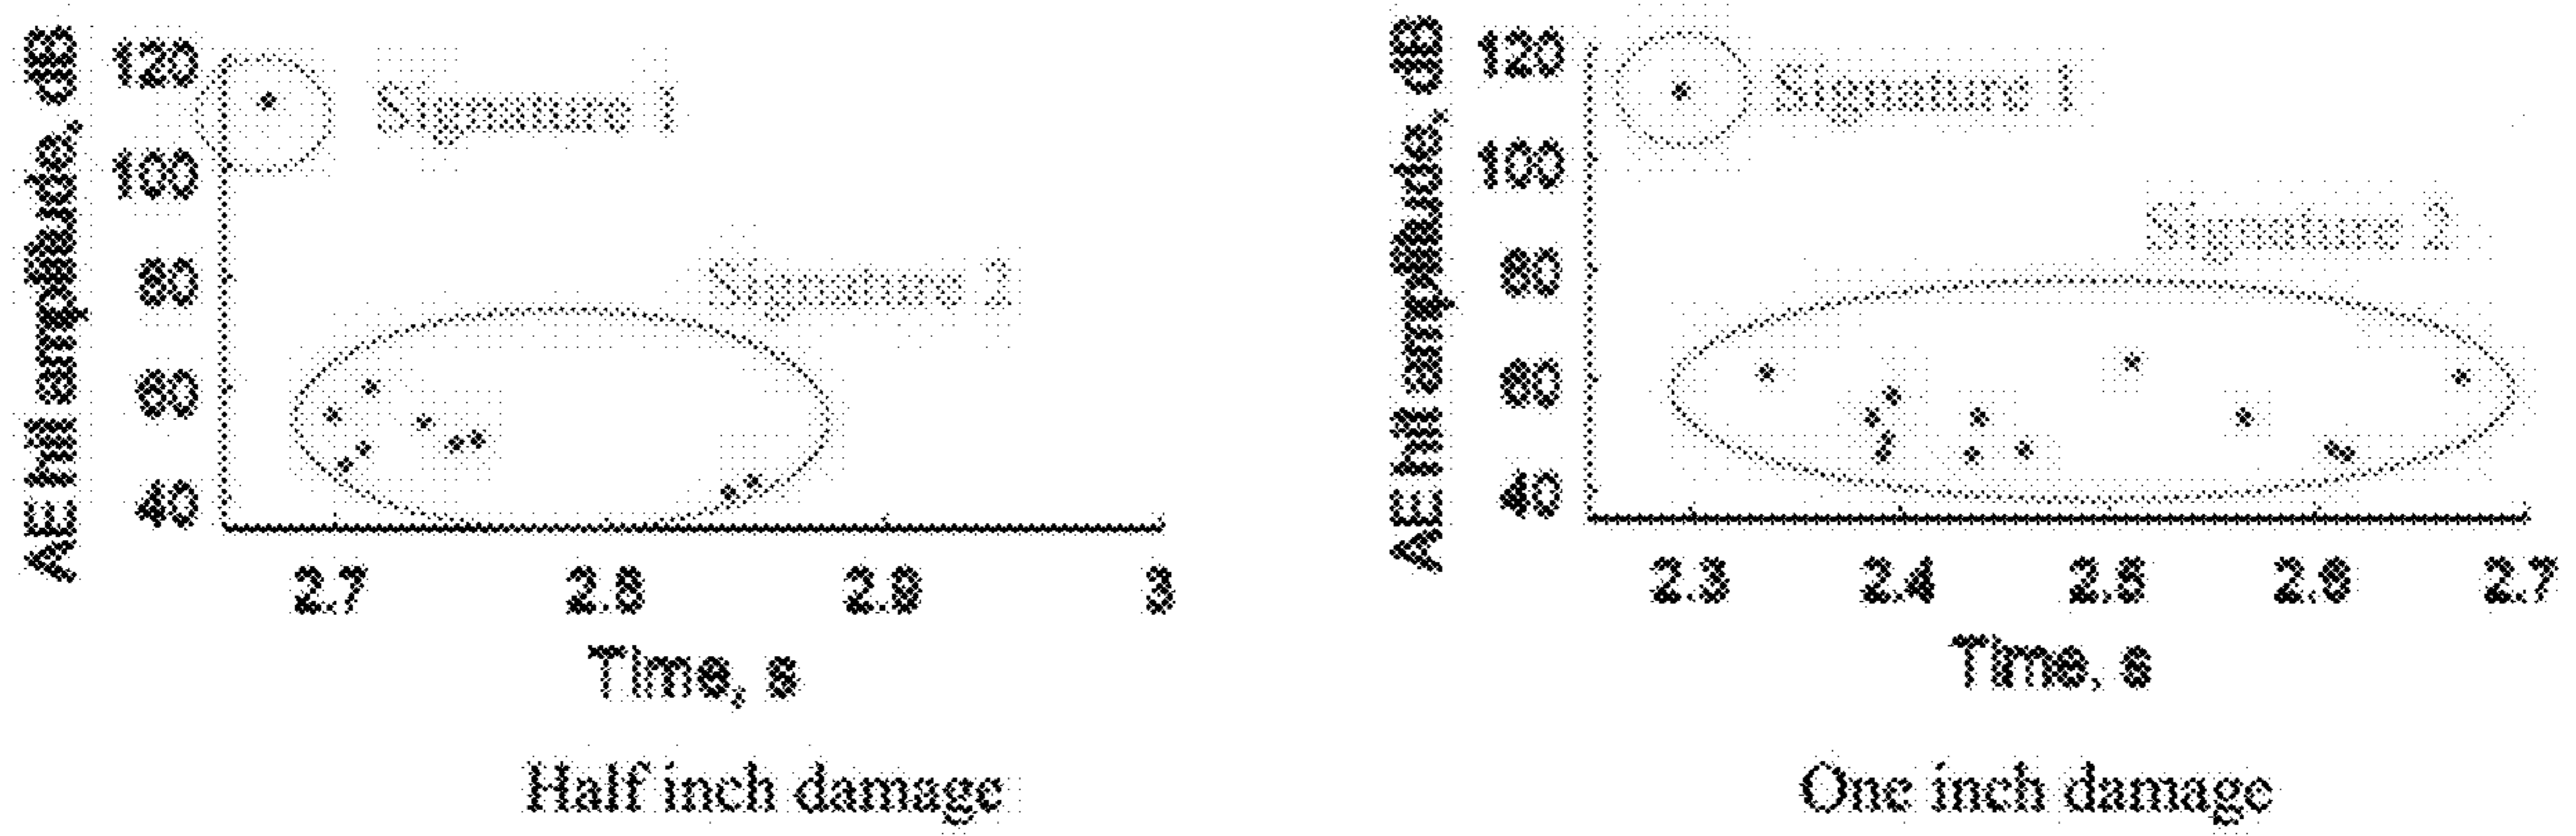 AE hit amplitude, dB
120
100
80
60
40
Signature 1
Signature 2
2.7 2.8 2.9 3
Time, s
Half inch damage
AE hit amplitude, dB
120
100
80
60
40
Signature 1
Signature 2
2.3 2.4 2.5 2.6 2.7
Time, s
One inch damage